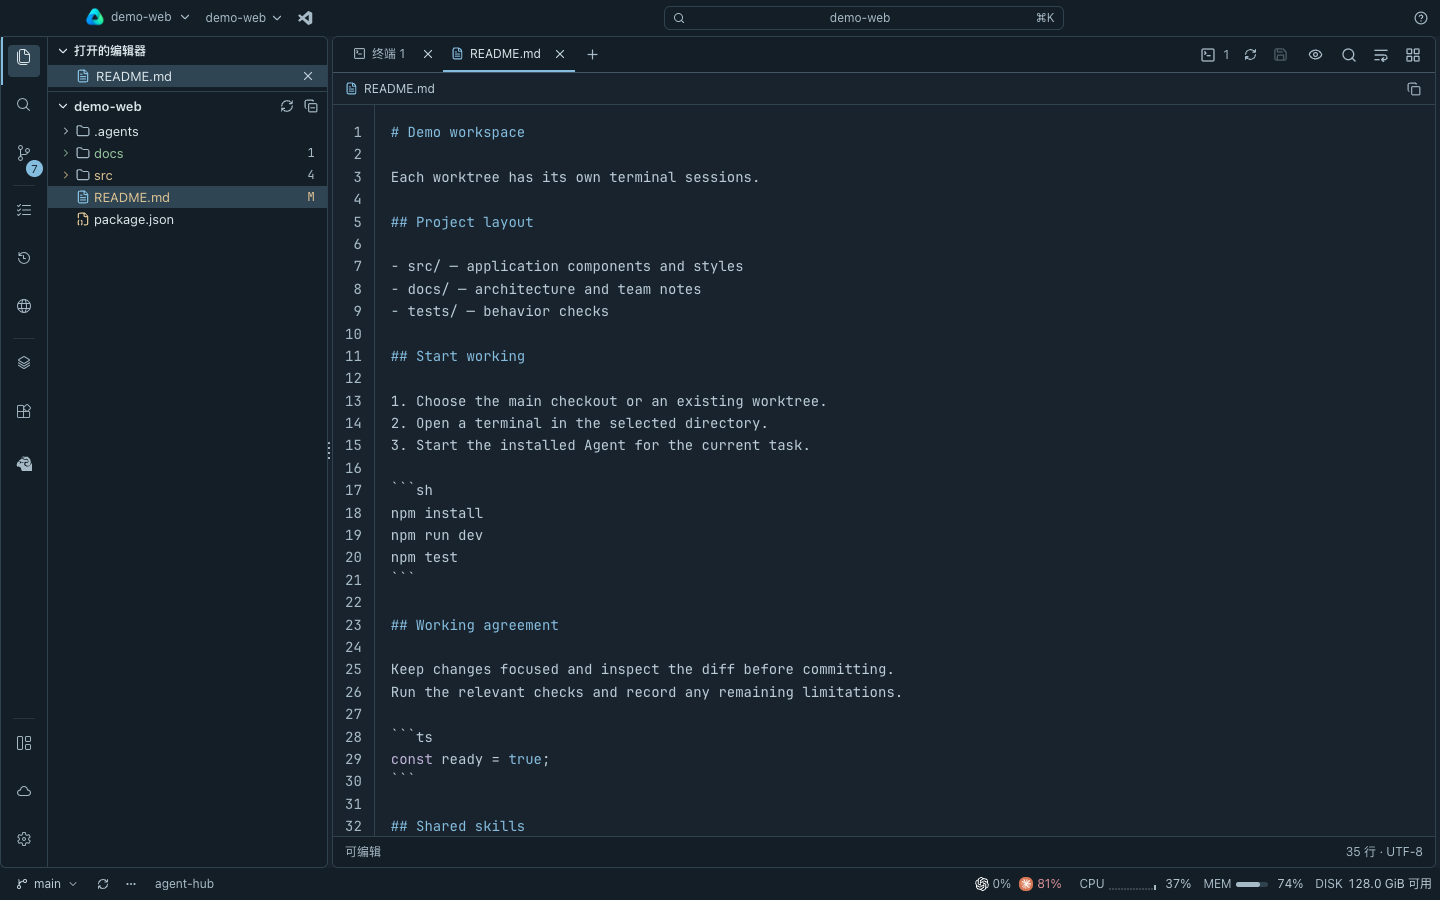 demo-web
demo-web
demo-web
⌘K
打开的编辑器
README.md
demo-web
.agents
docs 1
src 4
README.md M
package.json
7
终端 1
README.md
1
README.md
1 # Demo workspace
2
3 Each worktree has its own terminal sessions.
4
5 ## Project layout
6
7 - src/ — application components and styles
8 - docs/ — architecture and team notes
9 - tests/ — behavior checks
10
11 ## Start working
12
13 1. Choose the main checkout or an existing worktree.
14 2. Open a terminal in the selected directory.
15 3. Start the installed Agent for the current task.
16
17 ```sh
18 npm install
19 npm run dev
20 npm test
21 ```
22
23 ## Working agreement
24
25 Keep changes focused and inspect the diff before committing.
26 Run the relevant checks and record any remaining limitations.
27
28 ```ts
29 const ready = true;
30 ```
31
32 ## Shared skills
可编辑
35 行 · UTF-8
main
agent-hub
0%
81%
CPU 37%
MEM 74%
DISK 128.0 GiB 可用